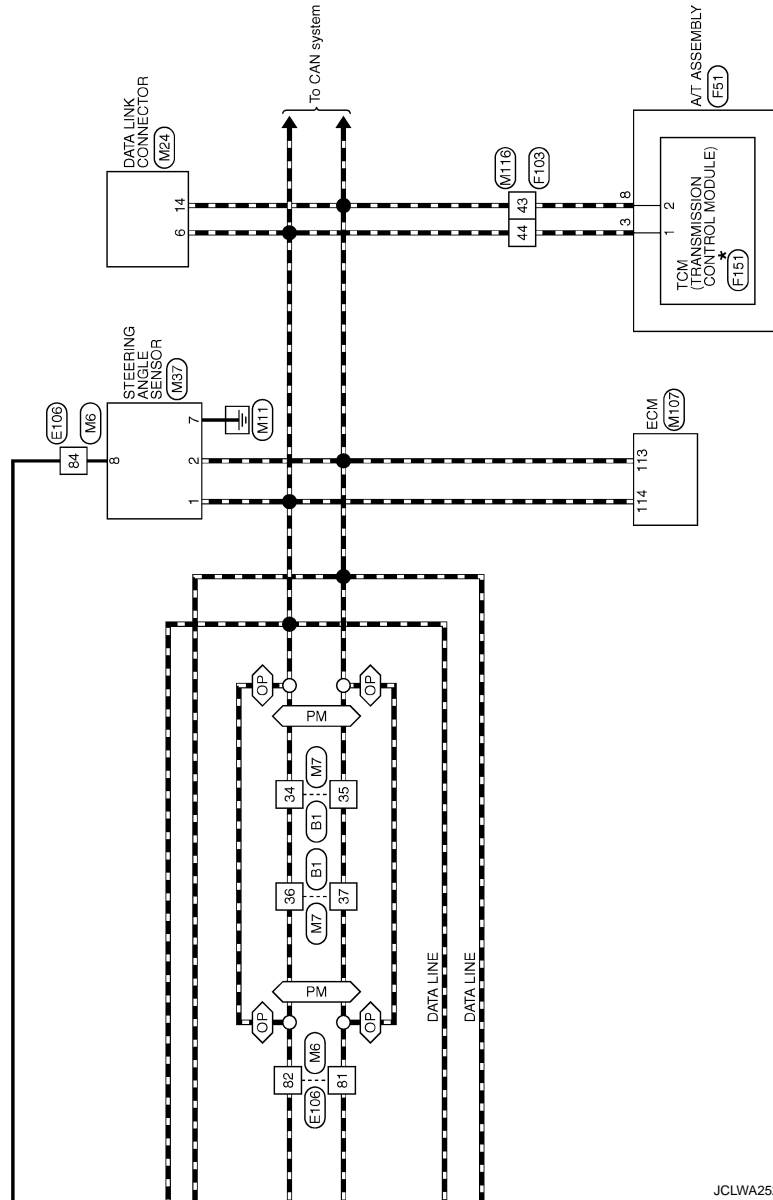 DATA LINK
CONNECTOR
M24
14
6
To CAN system
M116
F103
43
44
8
3
2
1
TCM
(TRANSMISSION
CONTROL MODULE)
*
F151
A/T ASSEMBLY
F51
STEERING
ANGLE
SENSOR
M37
E106
M6
84
8
7
2
1
M11
ECM
M107
113
114
OP
OP
PM
M7
34
35
B1
B1
36
37
M7
PM
OP
OP
M6
82
81
E106
DATA LINE
DATA LINE